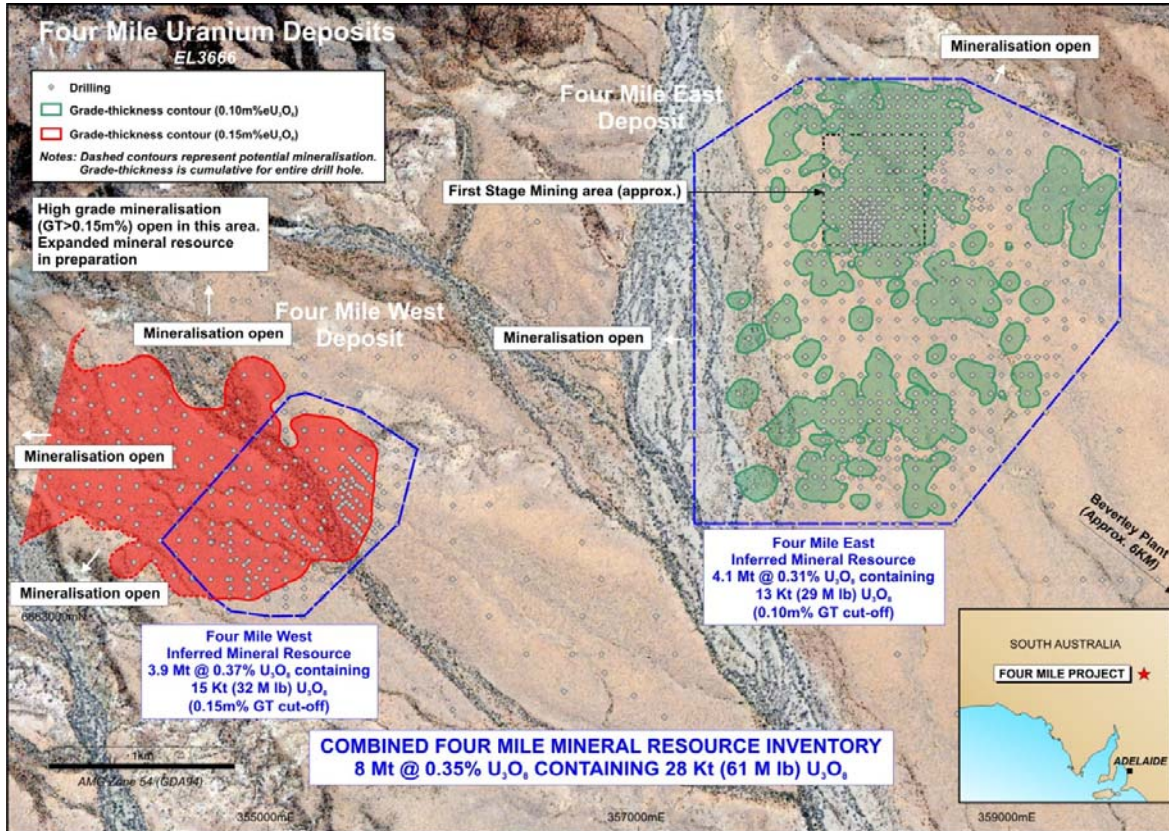 Four Mile Uranium Deposits
EL3666
Drilling
Grade-thickness contour (0.10m%eU₃O₈)
Grade-thickness contour (0.15m%eU₃O₈)
Notes: Dashed contours represent potential mineralisation.
Grade-thickness is cumulative for entire drill hole.
High grade mineralisation
(GT>0.15m%) open in this area.
Expanded mineral resource
in preparation
Mineralisation open
Four Mile West
Deposit
Mineralisation open
Mineralisation open
6663000mN
Four Mile West
Inferred Mineral Resource
3.9 Mt @ 0.37% U₃O₈ containing
15 Kt (32 M lb) U₃O₈
(0.15m% GT cut-off)
Mineralisation open
Four Mile East
Deposit
First Stage Mining area (approx.)
Mineralisation open
Four Mile East
Inferred Mineral Resource
4.1 Mt @ 0.31% U₃O₈ containing
13 Kt (29 M lb) U₃O₈
(0.10m% GT cut-off)
Beverley Plant
(Approx. 6KM)
SOUTH AUSTRALIA
FOUR MILE PROJECT
ADELAIDE
COMBINED FOUR MILE MINERAL RESOURCE INVENTORY
8 Mt @ 0.35% U₃O₈ CONTAINING 28 Kt (61 M lb) U₃O₈
1km
AMG Zone 54 (GDA94)
355000mE
357000mE
359000mE